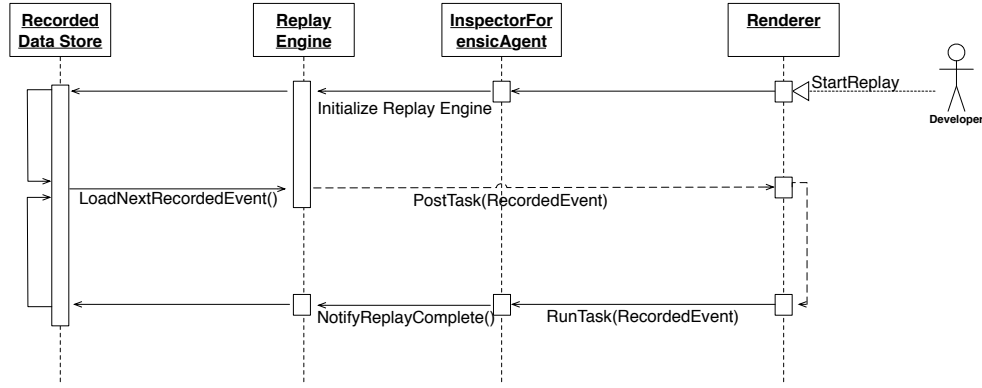 Recorded
Data Store
Replay
Engine
InspectorFor
ensicAgent
Renderer
StartReplay
Initialize Replay Engine
Developer
LoadNextRecordedEvent()
PostTask(RecordedEvent)
NotifyReplayComplete()
RunTask(RecordedEvent)